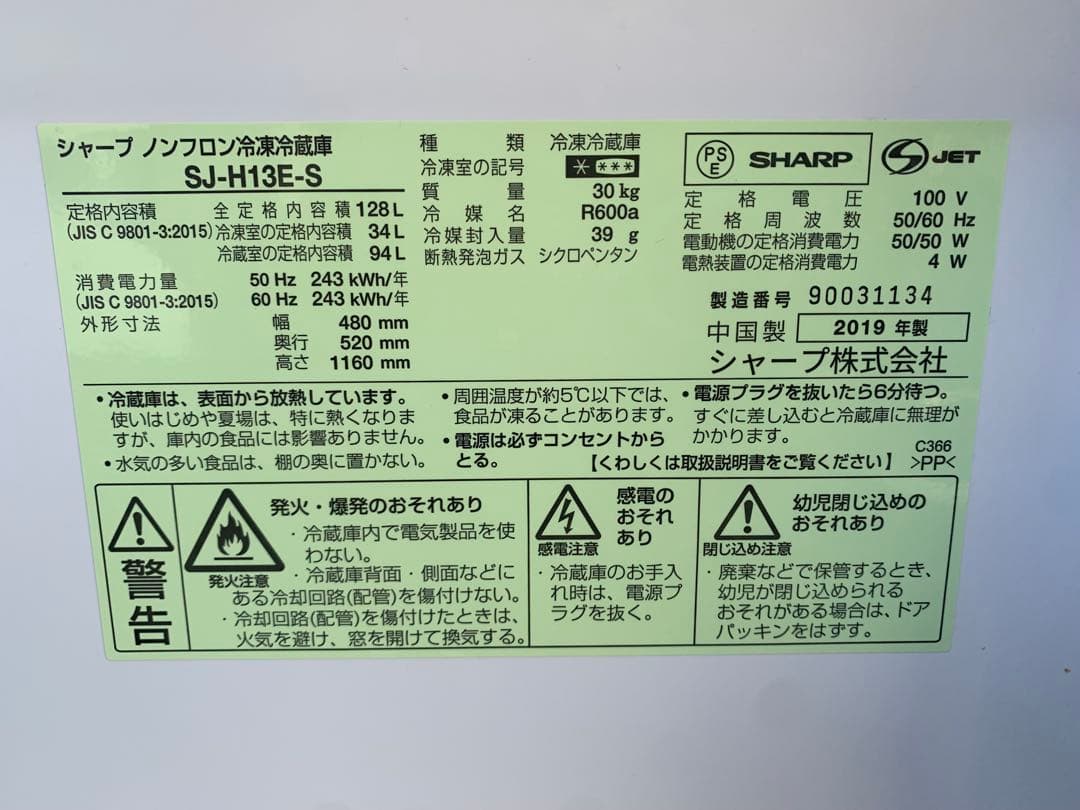 シャープ ノンフロン冷凍冷蔵庫
SJ-H13E-S
定格内容積 全定格内容積 128 L
(JIS C 9801-3:2015) 冷凍室の定格内容積 34 L
冷蔵室の定格内容積 94 L
消費電力量 50 Hz 243 kWh/年
(JIS C 9801-3:2015) 60 Hz 243 kWh/年
外形寸法 幅 480 mm
奥行 520 mm
高さ 1160 mm
種類 冷凍冷蔵庫
冷凍室の記号 * ***
質量 30 kg
冷媒名 R600a
冷媒封入量 39 g
断熱発泡ガス シクロペンタン
PSE SHARP JET
定格電圧 100 V
定格周波数 50/60 Hz
電動機の定格消費電力 50/50 W
電熱装置の定格消費電力 4 W
製造番号 90031134
中国製 2019 年製
シャープ株式会社
・冷蔵庫は、表面から放熱しています。
使いはじめや夏場は、特に熱くなりま
すが、庫内の食品には影響ありません。
・水気の多い食品は、棚の奥に置かない。
・周囲温度が約5℃以下では、
食品が凍ることがあります。
・電源は必ずコンセントから
とる。
・電源プラグを抜いたら6分待つ。
すぐに差し込むと冷蔵庫に無理が
かかります。
【くわしくは取扱説明書をご覧ください】
C366
>PP<
警告
発火・爆発のおそれあり
発火注意
・冷蔵庫内で電気製品を使
わない。
・冷蔵庫背面・側面などに
ある冷却回路(配管)を傷付けない。
・冷却回路(配管)を傷付けたときは、
火気を避け、窓を開けて換気する。
感電の
おそれ
あり
感電注意
・冷蔵庫のお手入
れ時は、電源プ
ラグを抜く。
幼児閉じ込めの
おそれあり
閉じ込め注意
・廃棄などで保管するとき、
幼児が閉じ込められる
おそれがある場合は、ドア
パッキンをはずす。